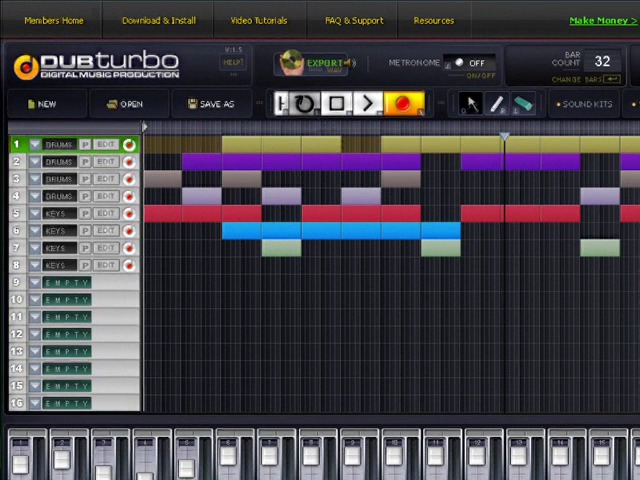 Members Home Download & Install Video Tutorials FAQ & Support Resources Make Money >
DUBturbo
DIGITAL MUSIC PRODUCTION
V:1.5
HELP?
EXPORT
METRONOME OFF
ON/OFF
BAR
COUNT 32
CHANGE BARS
NEW OPEN SAVE AS SOUND KITS
1 DRUMS P EDIT
2 DRUMS P EDIT
3 DRUMS P EDIT
4 DRUMS P EDIT
5 KEYS P EDIT
6 KEYS P EDIT
7 KEYS P EDIT
8 KEYS P EDIT
9 EMPTY
10 EMPTY
11 EMPTY
12 EMPTY
13 EMPTY
14 EMPTY
15 EMPTY
16 EMPTY